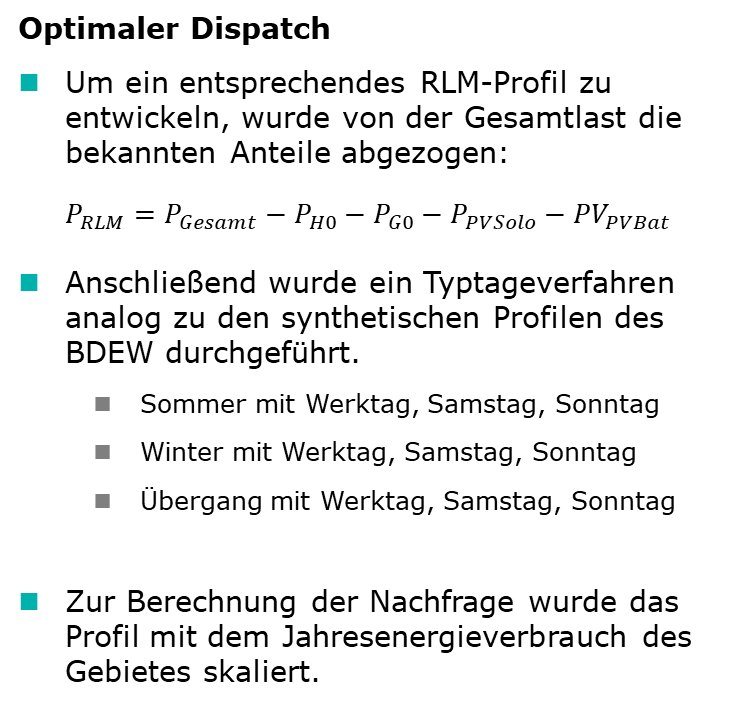 Optimaler Dispatch
Um ein entsprechendes RLM-Profil zu
entwickeln, wurde von der Gesamtlast die
bekannten Anteile abgezogen:
P_{RLM} = P_{Gesamt} − P_{H0} − P_{G0} − P_{PVSolo} − PV_{PVBat}
Anschließend wurde ein Typtageverfahren
analog zu den synthetischen Profilen des
BDEW durchgeführt.
Sommer mit Werktag, Samstag, Sonntag
Winter mit Werktag, Samstag, Sonntag
Übergang mit Werktag, Samstag, Sonntag
Zur Berechnung der Nachfrage wurde das
Profil mit dem Jahresenergieverbrauch des
Gebietes skaliert.